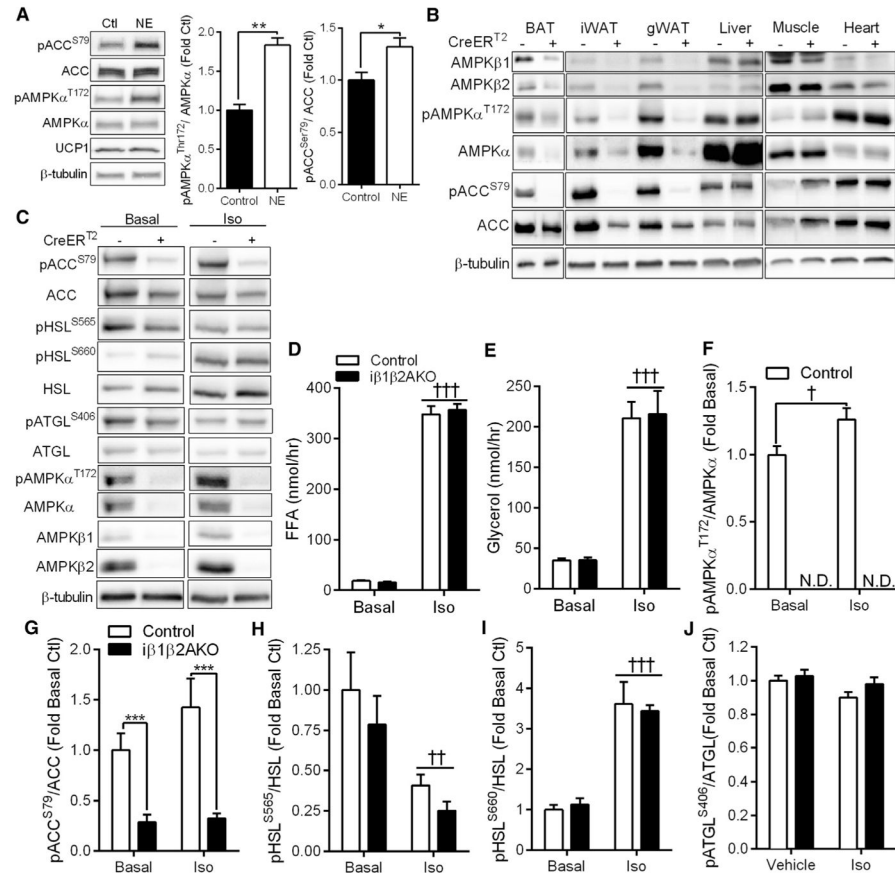 A
Ctl NE
pACC^S79
ACC
pAMPKα^T172
AMPKα
UCP1
β-tubulin
pAMPKα^Thr172/ AMPKα (Fold Ctl)
2.0
1.5
1.0
0.5
0.0
**
Control NE
pACC^Ser79/ ACC (Fold Ctl)
1.5
1.0
0.5
0.0
*
Control NE
B
BAT iWAT gWAT Liver Muscle Heart
CreER^T2 - + - + - + - + - + - +
AMPKβ1
AMPKβ2
pAMPKα^T172
AMPKα
pACC^S79
ACC
β-tubulin
C
Basal Iso
CreER^T2 - + - +
pACC^S79
ACC
pHSL^S565
pHSL^S660
HSL
pATGL^S406
ATGL
pAMPKα^T172
AMPKα
AMPKβ1
AMPKβ2
β-tubulin
D
Control
iβ1β2AKO
FFA (nmol/hr)
400
300
200
100
0
†††
Basal Iso
E
Glycerol (nmol/hr)
250
200
150
100
50
0
†††
Basal Iso
F
Control
pAMPKα^T172/AMPKα (Fold Basal)
1.5
1.0
0.5
0.0
†
N.D. N.D.
Basal Iso
G
Control
iβ1β2AKO
pACC^S79/ACC (Fold Basal Ctl)
2.0
1.5
1.0
0.5
0.0
*** ***
Basal Iso
H
pHSL^S565/HSL (Fold Basal Ctl)
1.25
1.00
0.75
0.50
0.25
0.00
††
Basal Iso
I
pHSL^S660/HSL (Fold Basal Ctl)
5
4
3
2
1
0
†††
Basal Iso
J
pATGL^S406/ATGL(Fold Basal Ctl)
1.2
1.0
0.8
0.6
0.4
0.2
0.0
Vehicle Iso